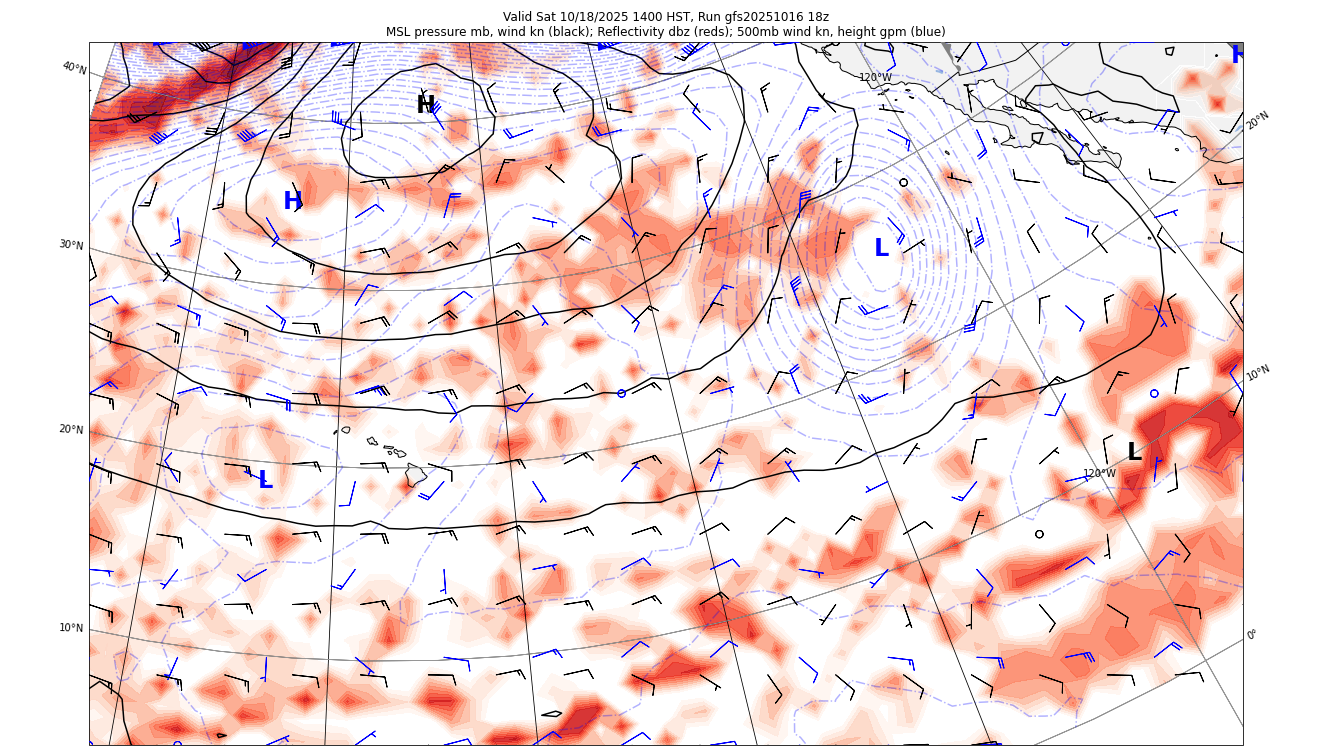 Valid Sat 10/18/2025 1400 HST, Run gfs20251016 18z
MSL pressure mb, wind kn (black); Reflectivity dbz (reds); 500mb wind kn, height gpm (blue)
H
40°N
120°W
H
20°N
H
30°N
L
10°N
20°N
L
120°W
L
10°N
0°